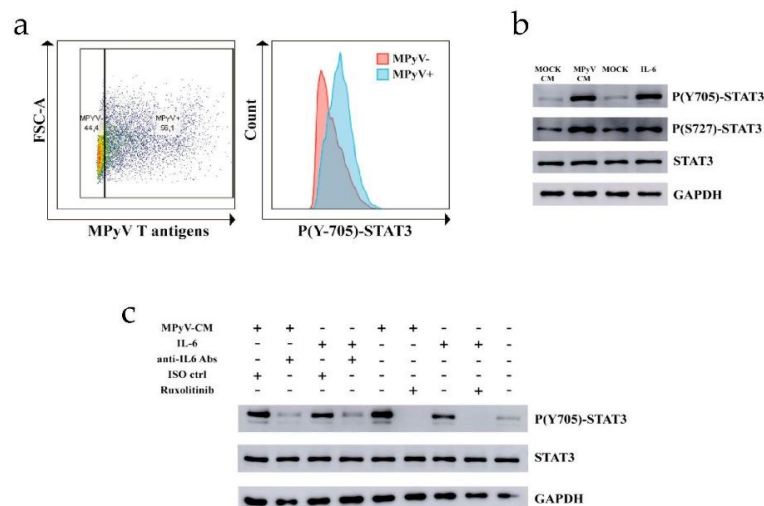 a
FSC-A
MPYV-
44,4
MPyV+
55,1
MPyV T antigens
Count
MPyV-
MPyV+
P(Y-705)-STAT3
b
MOCK CM MPyV CM MOCK IL-6
P(Y705)-STAT3
P(S727)-STAT3
STAT3
GAPDH
c
MPyV-CM + + - - + + - - -
IL-6 - - + + - - + + -
anti-IL6 Abs - + - + - - - - -
ISO ctrl + - + - - - - - -
Ruxolitinib - - - - - + - + -
P(Y705)-STAT3
STAT3
GAPDH